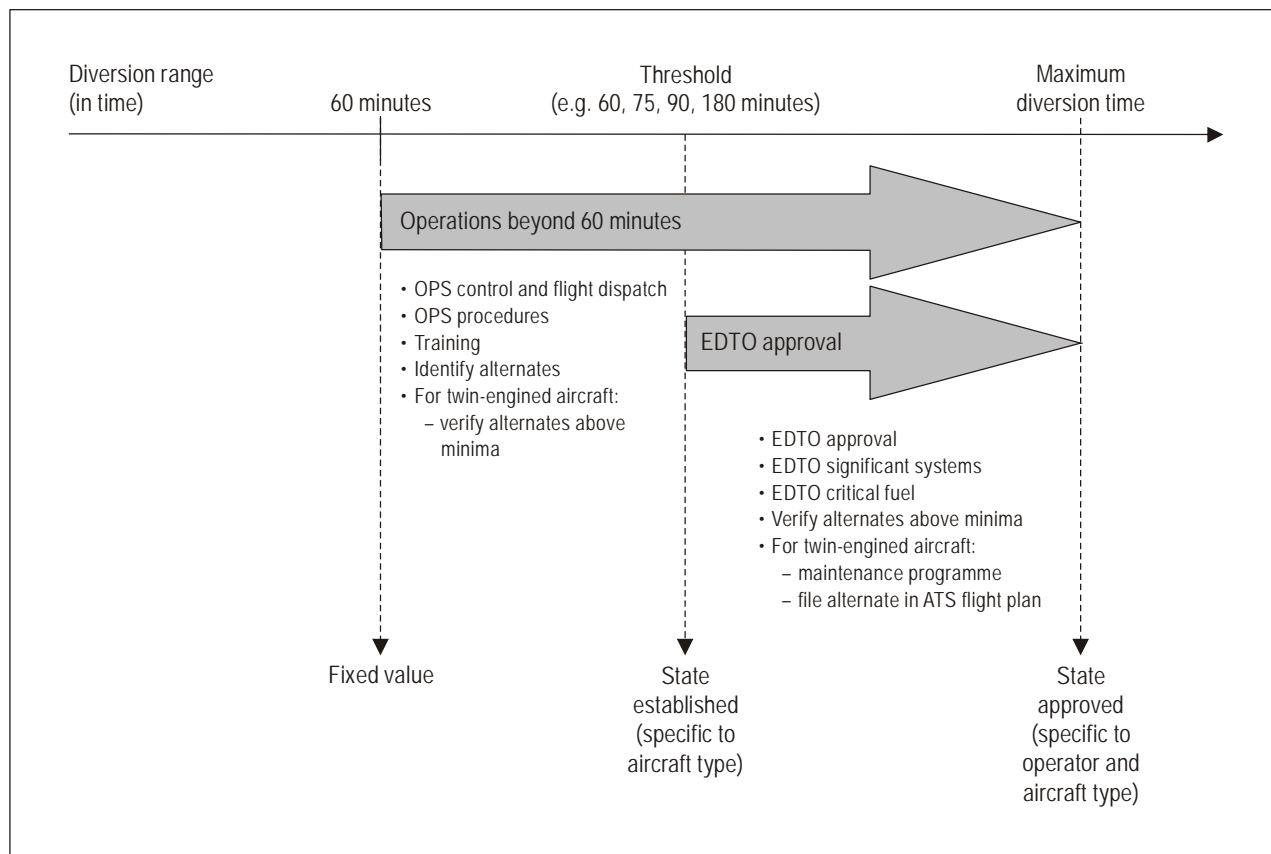 Diversion range
(in time)
60 minutes
Threshold
(e.g. 60, 75, 90, 180 minutes)
Maximum
diversion time
Operations beyond 60 minutes
• OPS control and flight dispatch
• OPS procedures
• Training
• Identify alternates
• For twin-engined aircraft:
– verify alternates above
minima
EDTO approval
• EDTO approval
• EDTO significant systems
• EDTO critical fuel
• Verify alternates above minima
• For twin-engined aircraft:
– maintenance programme
– file alternate in ATS flight plan
Fixed value
State
established
(specific to
aircraft type)
State
approved
(specific to
operator and
aircraft type)